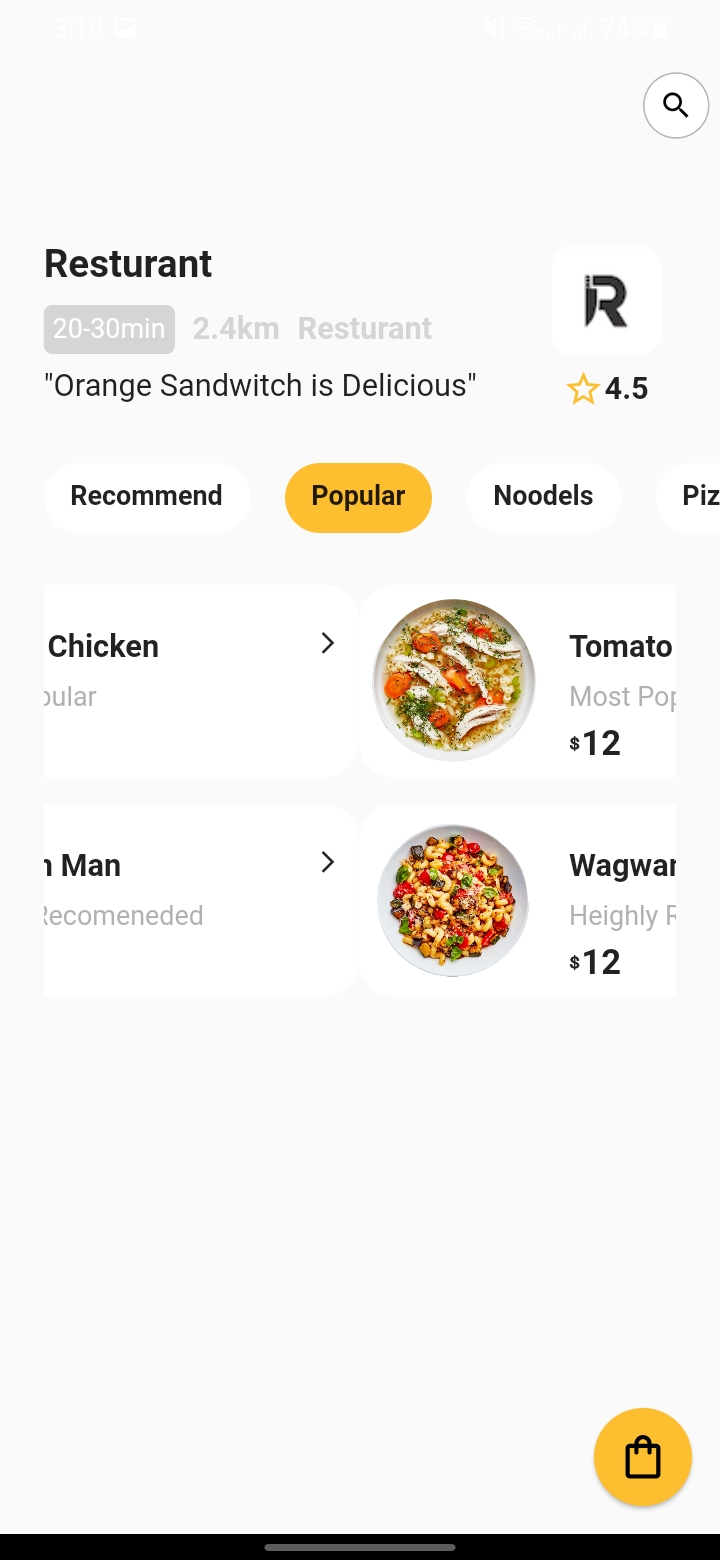 3:18 74%
Resturant
20-30min 2.4km Resturant
"Orange Sandwitch is Delicious"
4.5
Recommend Popular Noodels Piz
Chicken Tomato
pular Most Pop
$12
n Man Wagwan
Recomeneded Heighly R
$12